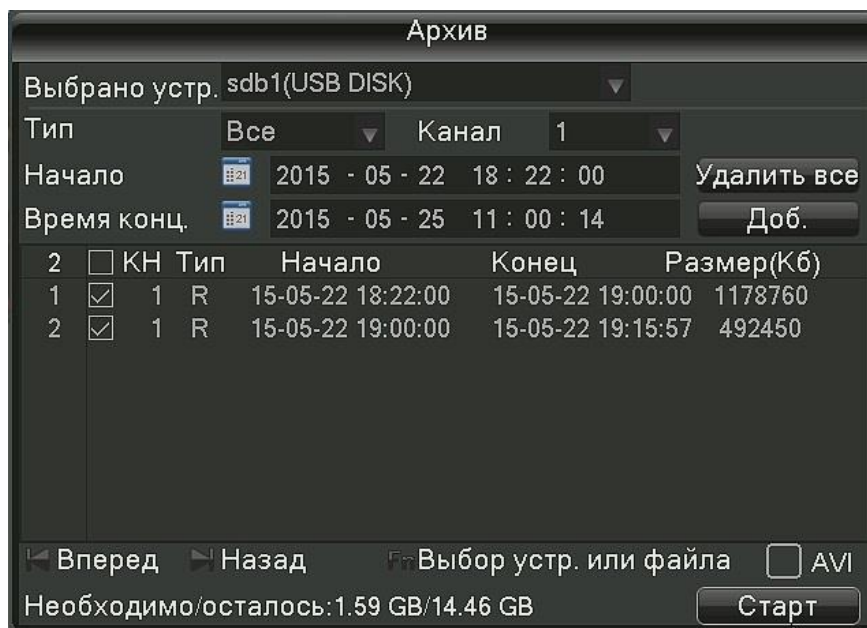 Архив
Выбрано устр. sdb1(USB DISK)
Тип Все Канал 1
Начало 2015 - 05 - 22 18 : 22 : 00 Удалить все
Время конц. 2015 - 05 - 25 11 : 00 : 14 Доб.
2 КН Тип Начало Конец Размер(Кб)
1 1 R 15-05-22 18:22:00 15-05-22 19:00:00 1178760
2 1 R 15-05-22 19:00:00 15-05-22 19:15:57 492450
Вперед Назад Fn Выбор устр. или файла AVI
Необходимо/осталось:1.59 GB/14.46 GB Старт